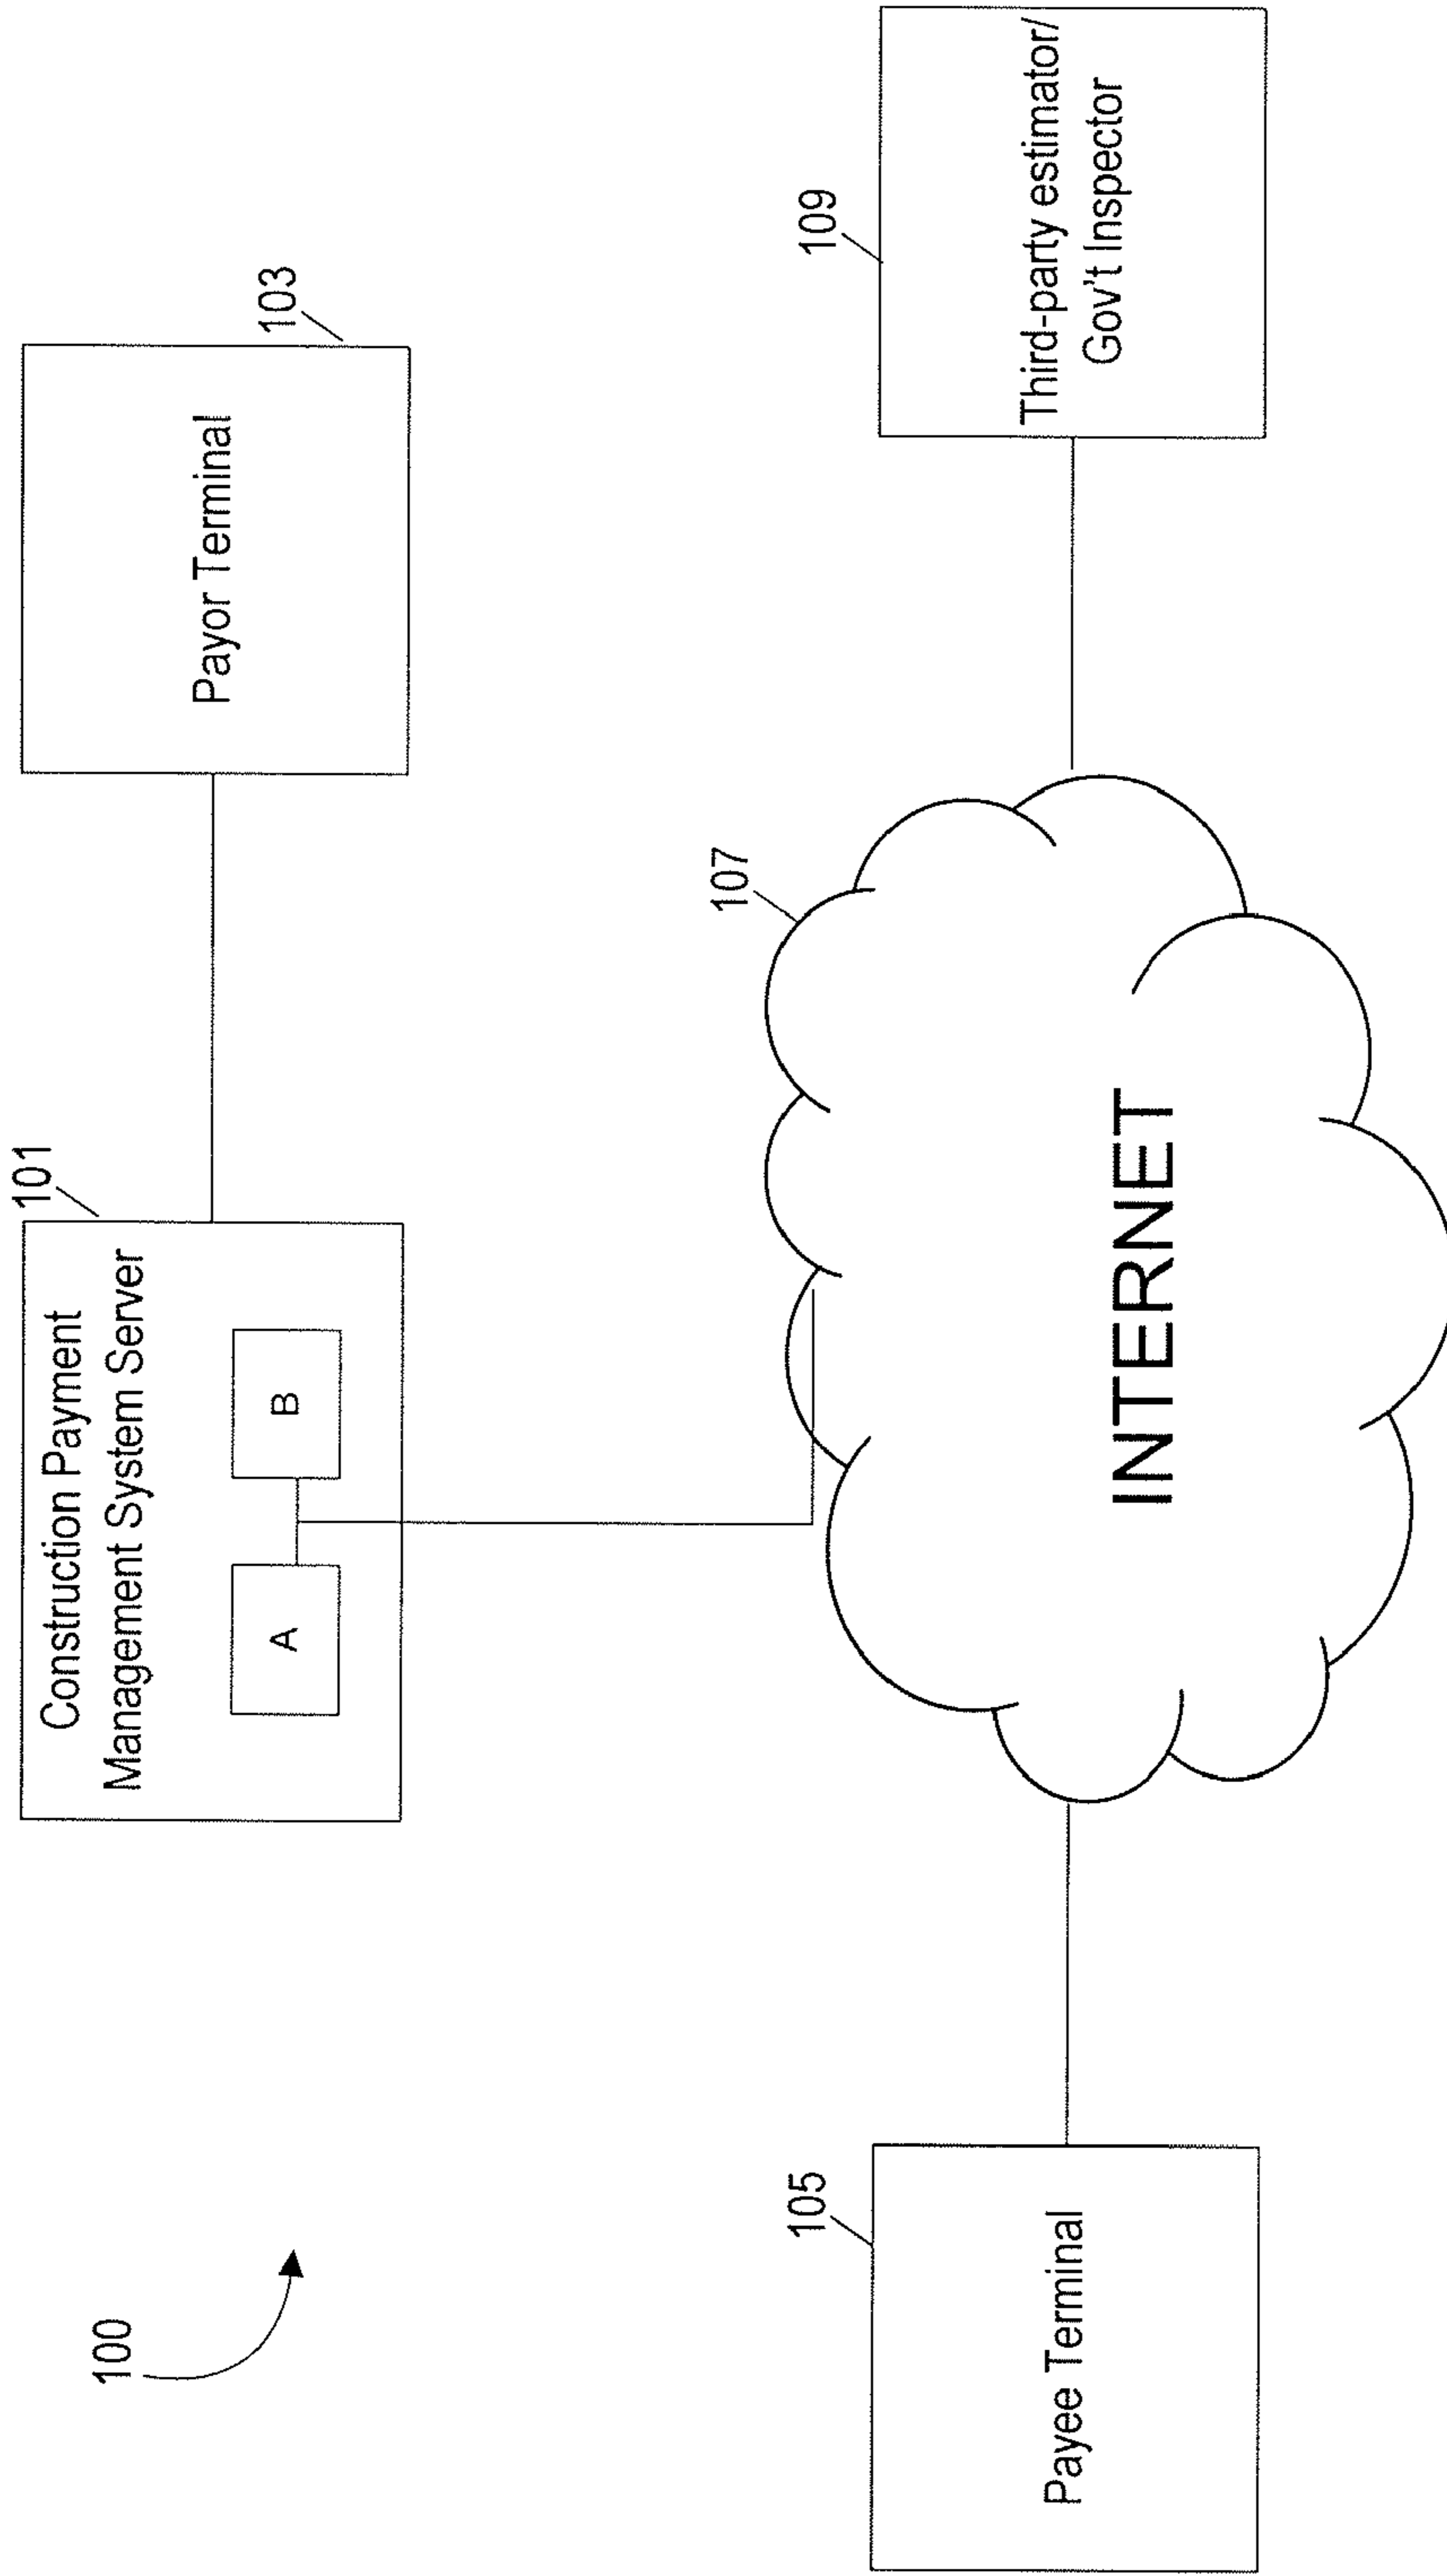 100
101
Construction Payment
Management System Server
A
B
103
Payor Terminal
105
Payee Terminal
107
INTERNET
109
Third-party estimator/
Gov't Inspector